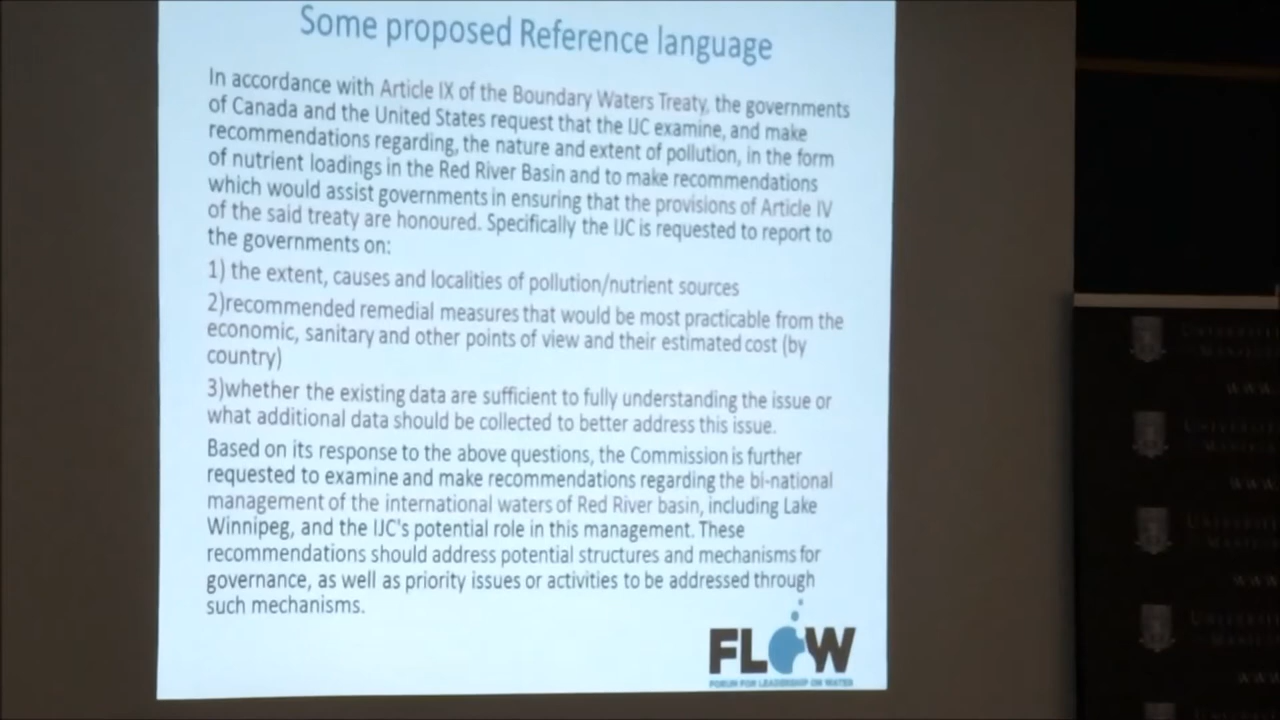 Some proposed Reference language
In accordance with Article IX of the Boundary Waters Treaty, the governments
of Canada and the United States request that the IJC examine, and make
recommendations regarding, the nature and extent of pollution, in the form
of nutrient loadings in the Red River Basin and to make recommendations
which would assist governments in ensuring that the provisions of Article IV
of the said treaty are honoured. Specifically the IJC is requested to report to
the governments on:
1) the extent, causes and localities of pollution/nutrient sources
2)recommended remedial measures that would be most practicable from the
economic, sanitary and other points of view and their estimated cost (by
country)
3)whether the existing data are sufficient to fully understanding the issue or
what additional data should be collected to better address this issue.
Based on its response to the above questions, the Commission is further
requested to examine and make recommendations regarding the bi-national
management of the international waters of Red River basin, including Lake
Winnipeg, and the IJC's potential role in this management. These
recommendations should address potential structures and mechanisms for
governance, as well as priority issues or activities to be addressed through
such mechanisms.
FLOW
FORUM FOR LEADERSHIP ON WATER